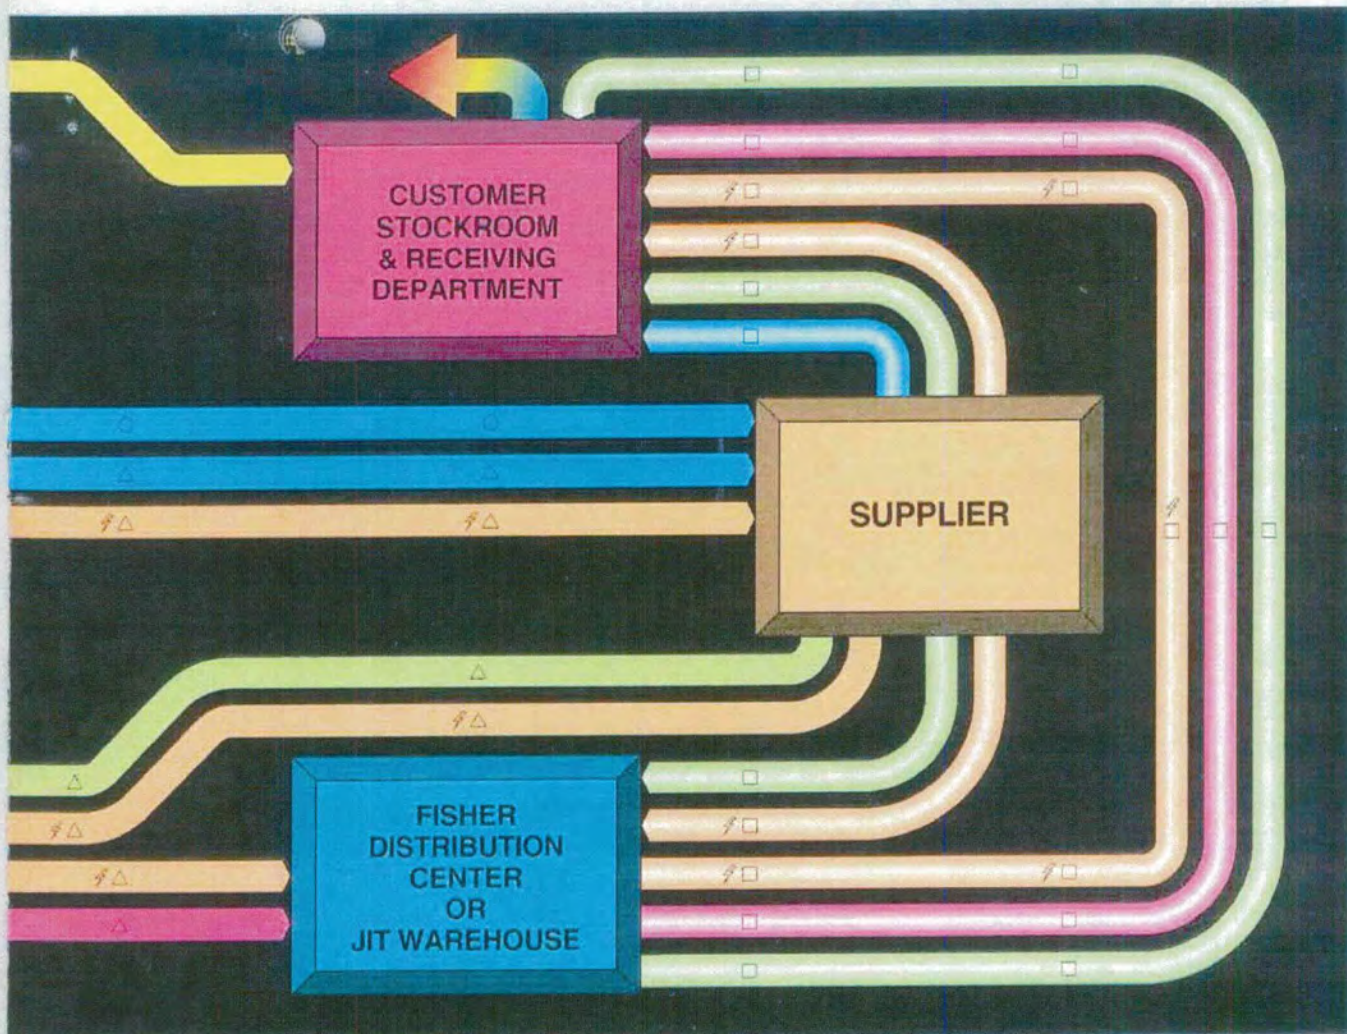 CUSTOMER
STOCKROOM
& RECEIVING
DEPARTMENT
SUPPLIER
FISHER
DISTRIBUTION
CENTER
OR
JIT WAREHOUSE